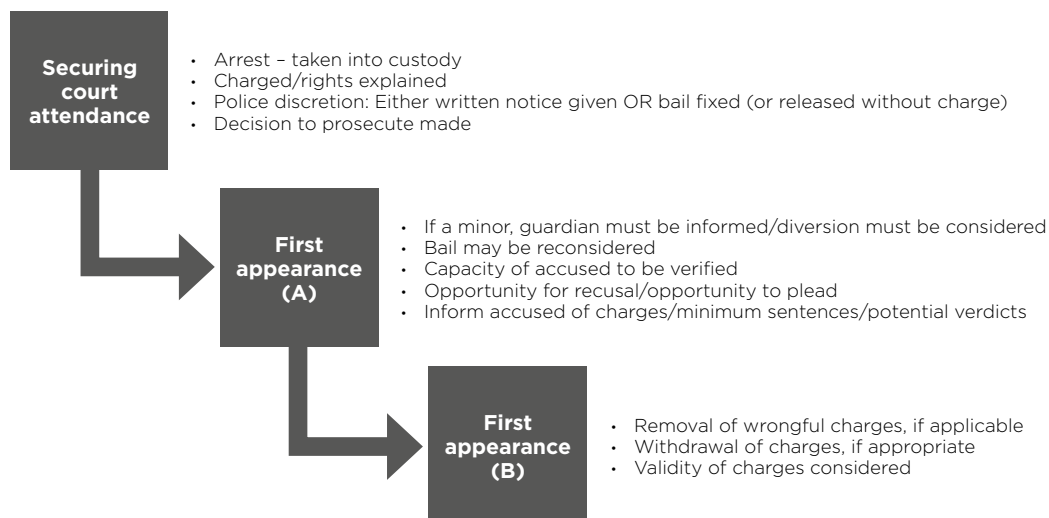 Securing
court
attendance
• Arrest – taken into custody
• Charged/rights explained
• Police discretion: Either written notice given OR bail fixed (or released without charge)
• Decision to prosecute made
First
appearance
(A)
• If a minor, guardian must be informed/diversion must be considered
• Bail may be reconsidered
• Capacity of accused to be verified
• Opportunity for recusal/opportunity to plead
• Inform accused of charges/minimum sentences/potential verdicts
First
appearance
(B)
• Removal of wrongful charges, if applicable
• Withdrawal of charges, if appropriate
• Validity of charges considered